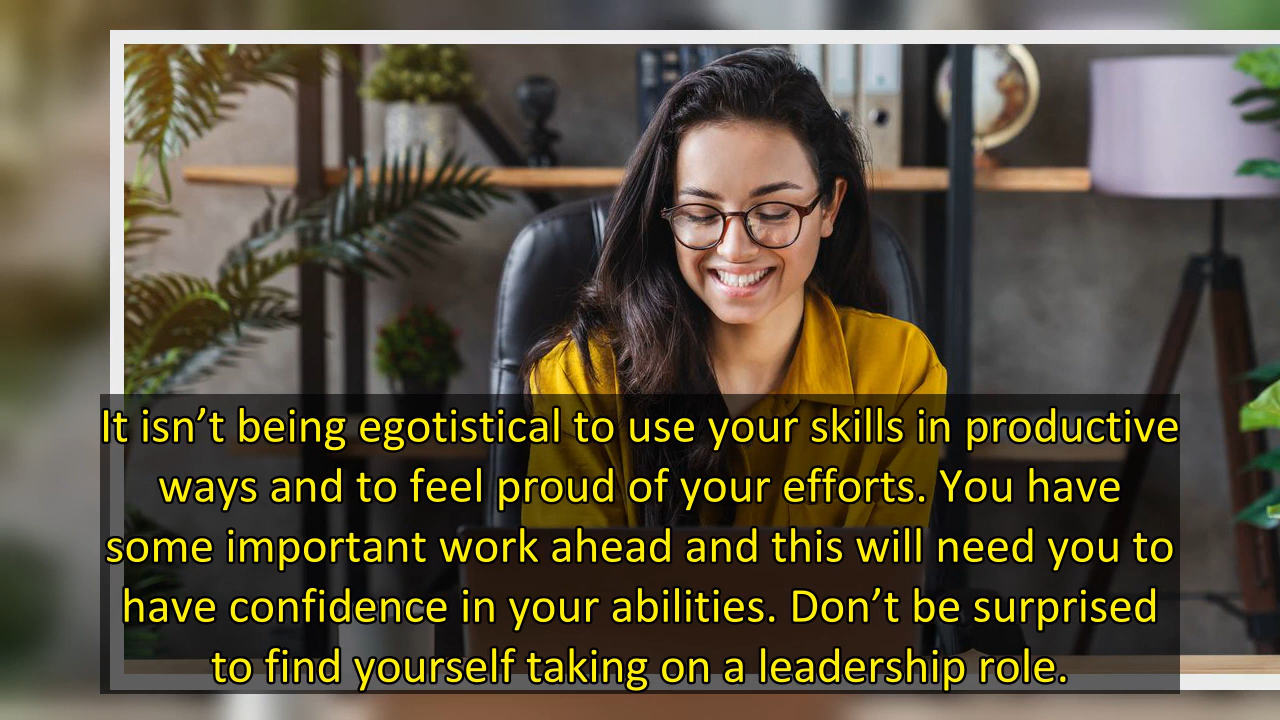 It isn’t being egotistical to use your skills in productive
ways and to feel proud of your efforts. You have
some important work ahead and this will need you to
have confidence in your abilities. Don’t be surprised
to find yourself taking on a leadership role.